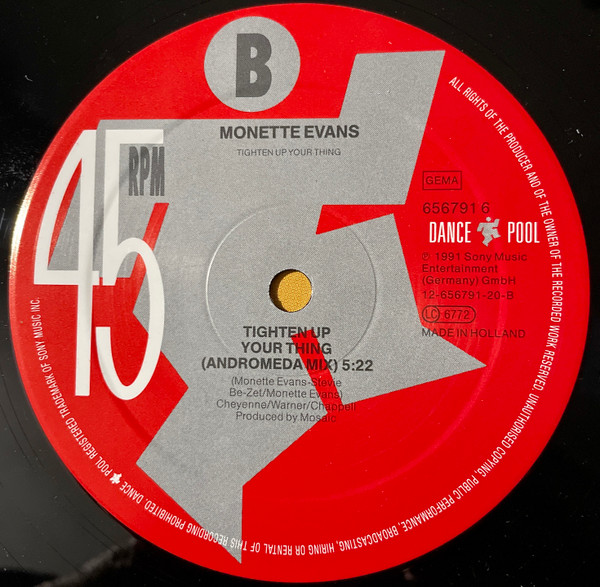 B
MONETTE EVANS
TIGHTEN UP YOUR THING
45 RPM
GEMA
656791 6
DANCE POOL
℗ 1991 Sony Music
Entertainment
(Germany) GmbH
12-656791-20-B
LC 6772
MADE IN HOLLAND
TIGHTEN UP
YOUR THING
(ANDROMEDA MIX) 5:22
(Monette Evans-Stevie
Be-Zet/Monette Evans)
Cheyenne/Warner/Chappell
Produced by Mosaic
ALL RIGHTS OF THE PRODUCER AND OF THE OWNER OF THE RECORDED WORK RESERVED. UNAUTHORISED COPYING, PUBLIC PERFORMANCE, BROADCASTING, HIRING OR RENTAL OF THIS RECORDING PROHIBITED. DANCE POOL REGISTERED TRADEMARK OF SONY MUSIC INC.